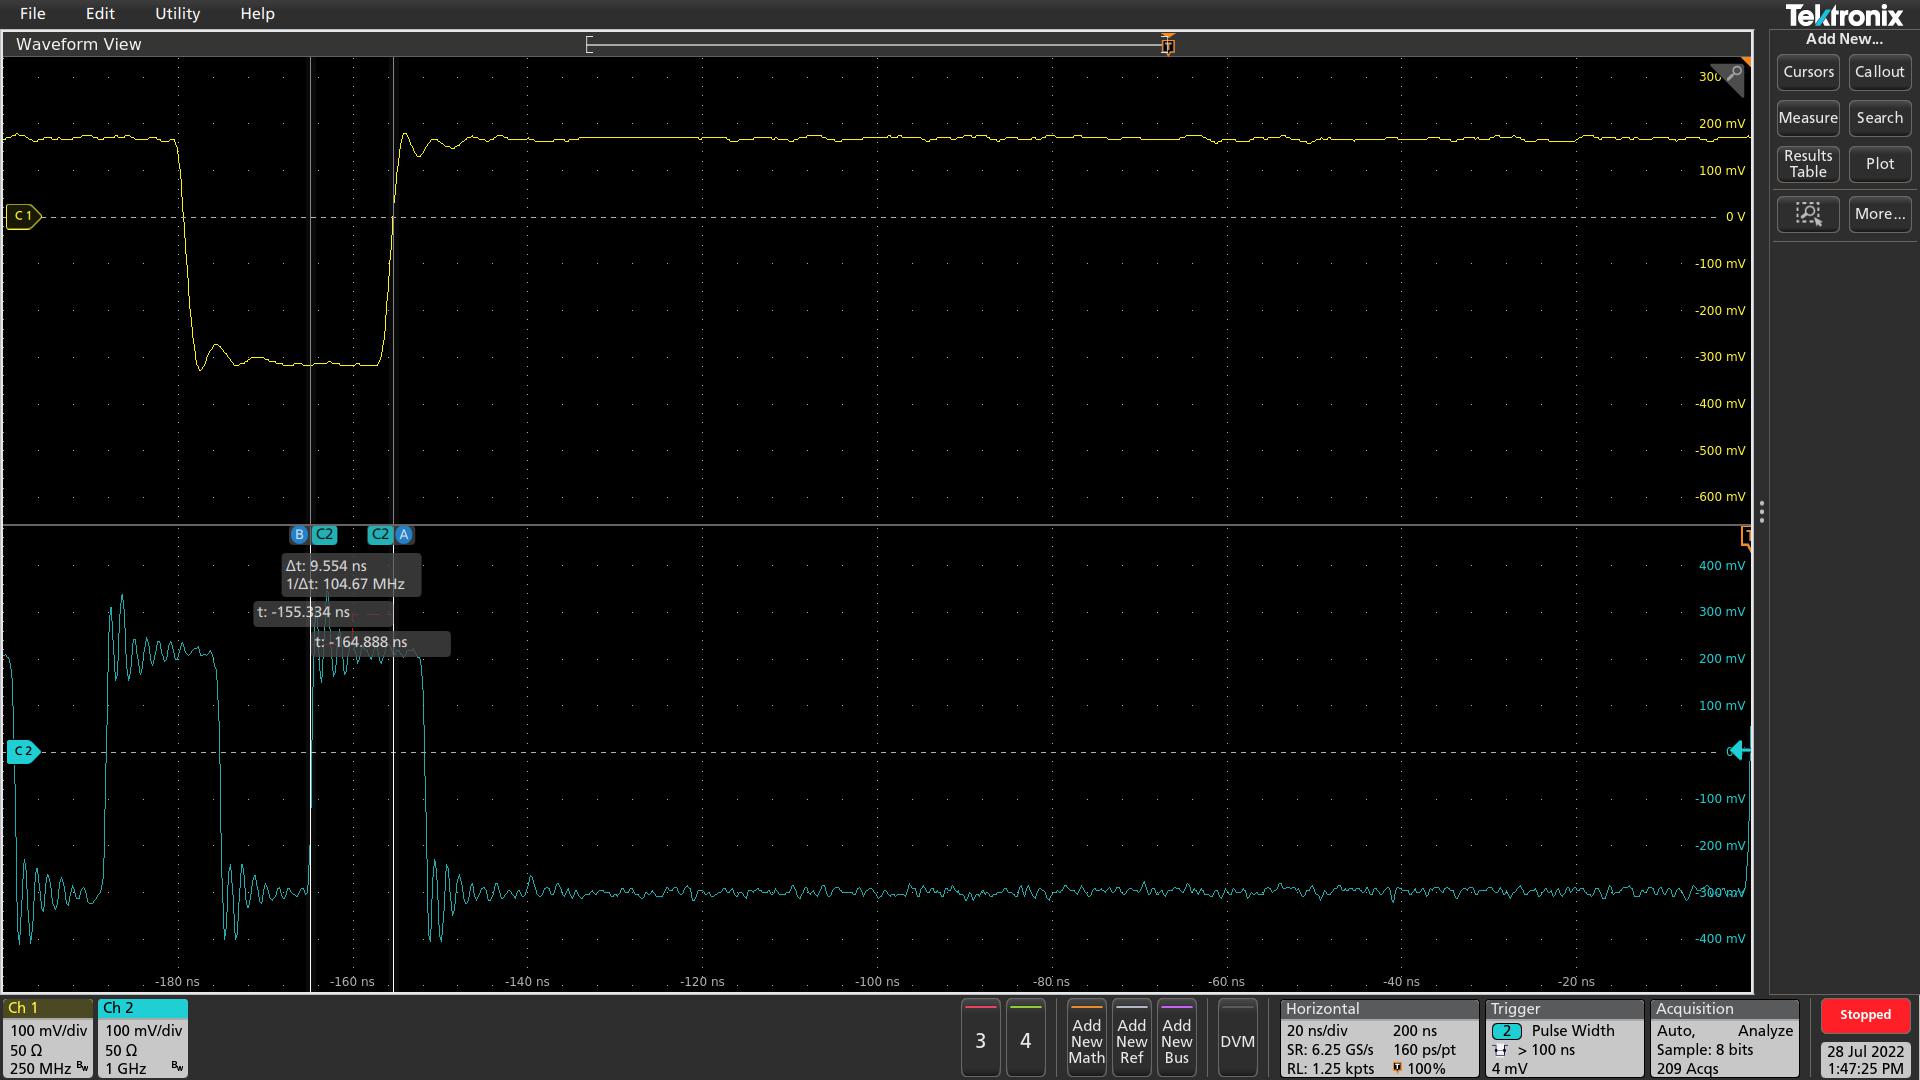 File Edit Utility Help
Tektronix
Waveform View
Add New...
Cursors Callout
Measure Search
Results Table Plot
More...
300
200 mV
100 mV
C 1
0 V
-100 mV
-200 mV
-300 mV
-400 mV
-500 mV
-600 mV
B C2 C2 A
Δt: 9.554 ns
1/Δt: 104.67 MHz
t: -155.334 ns
t: -164.888 ns
400 mV
300 mV
200 mV
100 mV
C 2
0
-100 mV
-200 mV
-300 mV
-400 mV
-180 ns -160 ns -140 ns -120 ns -100 ns -80 ns -60 ns -40 ns -20 ns
Ch 1
100 mV/div
50 Ω
250 MHz Bw
Ch 2
100 mV/div
50 Ω
1 GHz Bw
3
4
Add
New
Math
Add
New
Ref
Add
New
Bus
DVM
Horizontal
20 ns/div 200 ns
SR: 6.25 GS/s 160 ps/pt
RL: 1.25 kpts T 100%
Trigger
2 Pulse Width
> 100 ns
4 mV
Acquisition
Auto, Analyze
Sample: 8 bits
209 Acqs
Stopped
28 Jul 2022
1:47:25 PM